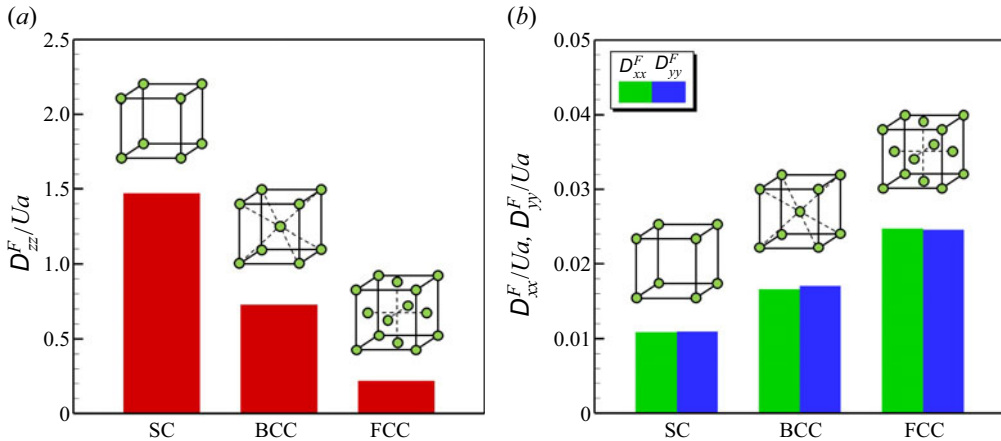 (a)
2.5
2.0
1.5
1.0
0.5
0
D^F_zz/Ua
SC BCC FCC
(b)
0.05
0.04
0.03
0.02
0.01
0
D^F_xx/Ua, D^F_yy/Ua
D^F_xx D^F_yy
SC BCC FCC